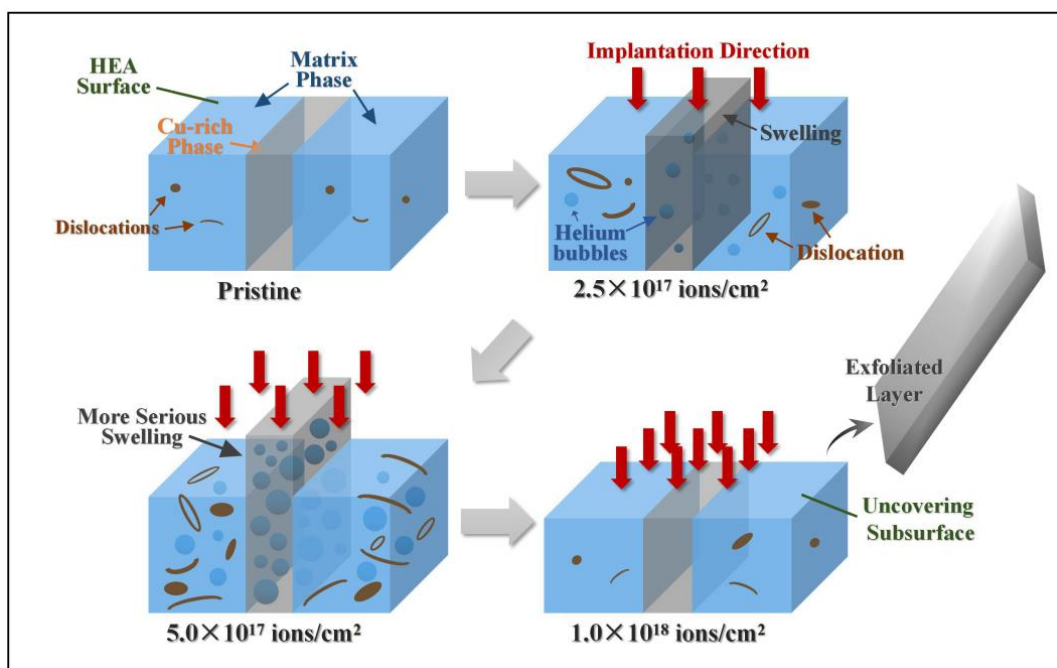 HEA
Surface
Matrix
Phase
Cu-rich
Phase
Dislocations
Pristine
Implantation Direction
Swelling
Helium
bubbles
Dislocation
2.5×10¹⁷ ions/cm²
More Serious
Swelling
5.0×10¹⁷ ions/cm²
Exfoliated
Layer
Uncovering
Subsurface
1.0×10¹⁸ ions/cm²